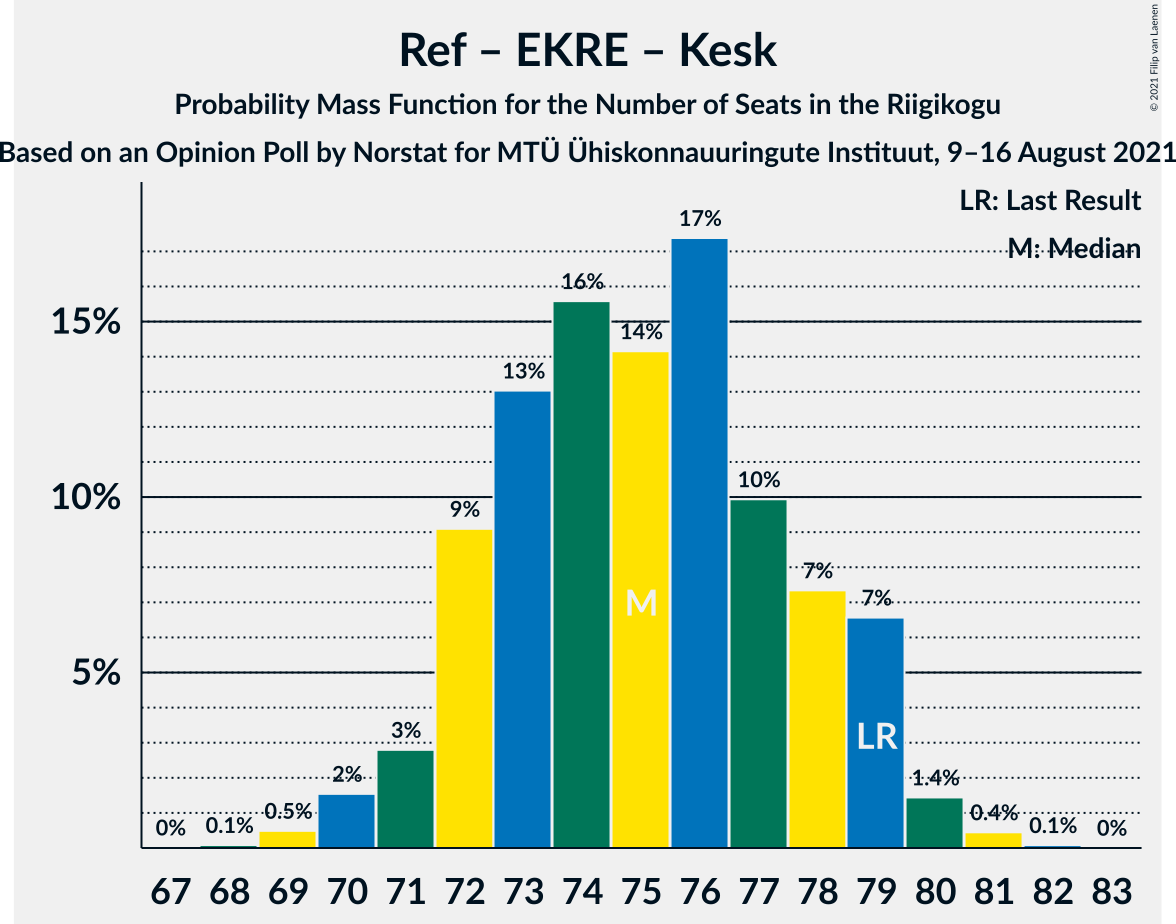 Ref – EKRE – Kesk
Probability Mass Function for the Number of Seats in the Riigikogu
Based on an Opinion Poll by Norstat for MTÜ Ühiskonnauuringute Instituut, 9–16 August 2021
© 2021 Filip van Laenen
LR: Last Result
M: Median
17%
16%
15%
14%
13%
10%
10%
9%
7%
7%
M
5%
LR
3%
2%
1.4%
0.5%
0.4%
0%
0.1%
0.1%
0%
67 68 69 70 71 72 73 74 75 76 77 78 79 80 81 82 83